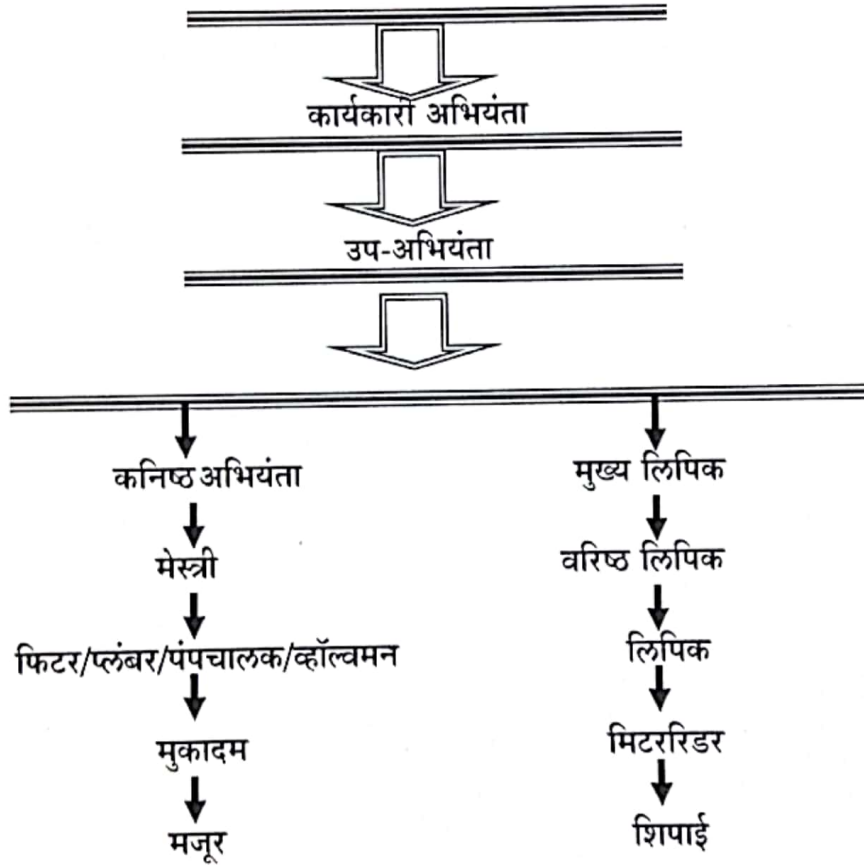 कार्यकारी अभियंता
उप-अभियंता
कनिष्ठ अभियंता
मुख्य लिपिक
मेस्त्री
वरिष्ठ लिपिक
फिटर/प्लंबर/पंपचालक/व्हॉल्वमन
लिपिक
मुकादम
मिटररिडर
मजूर
शिपाई